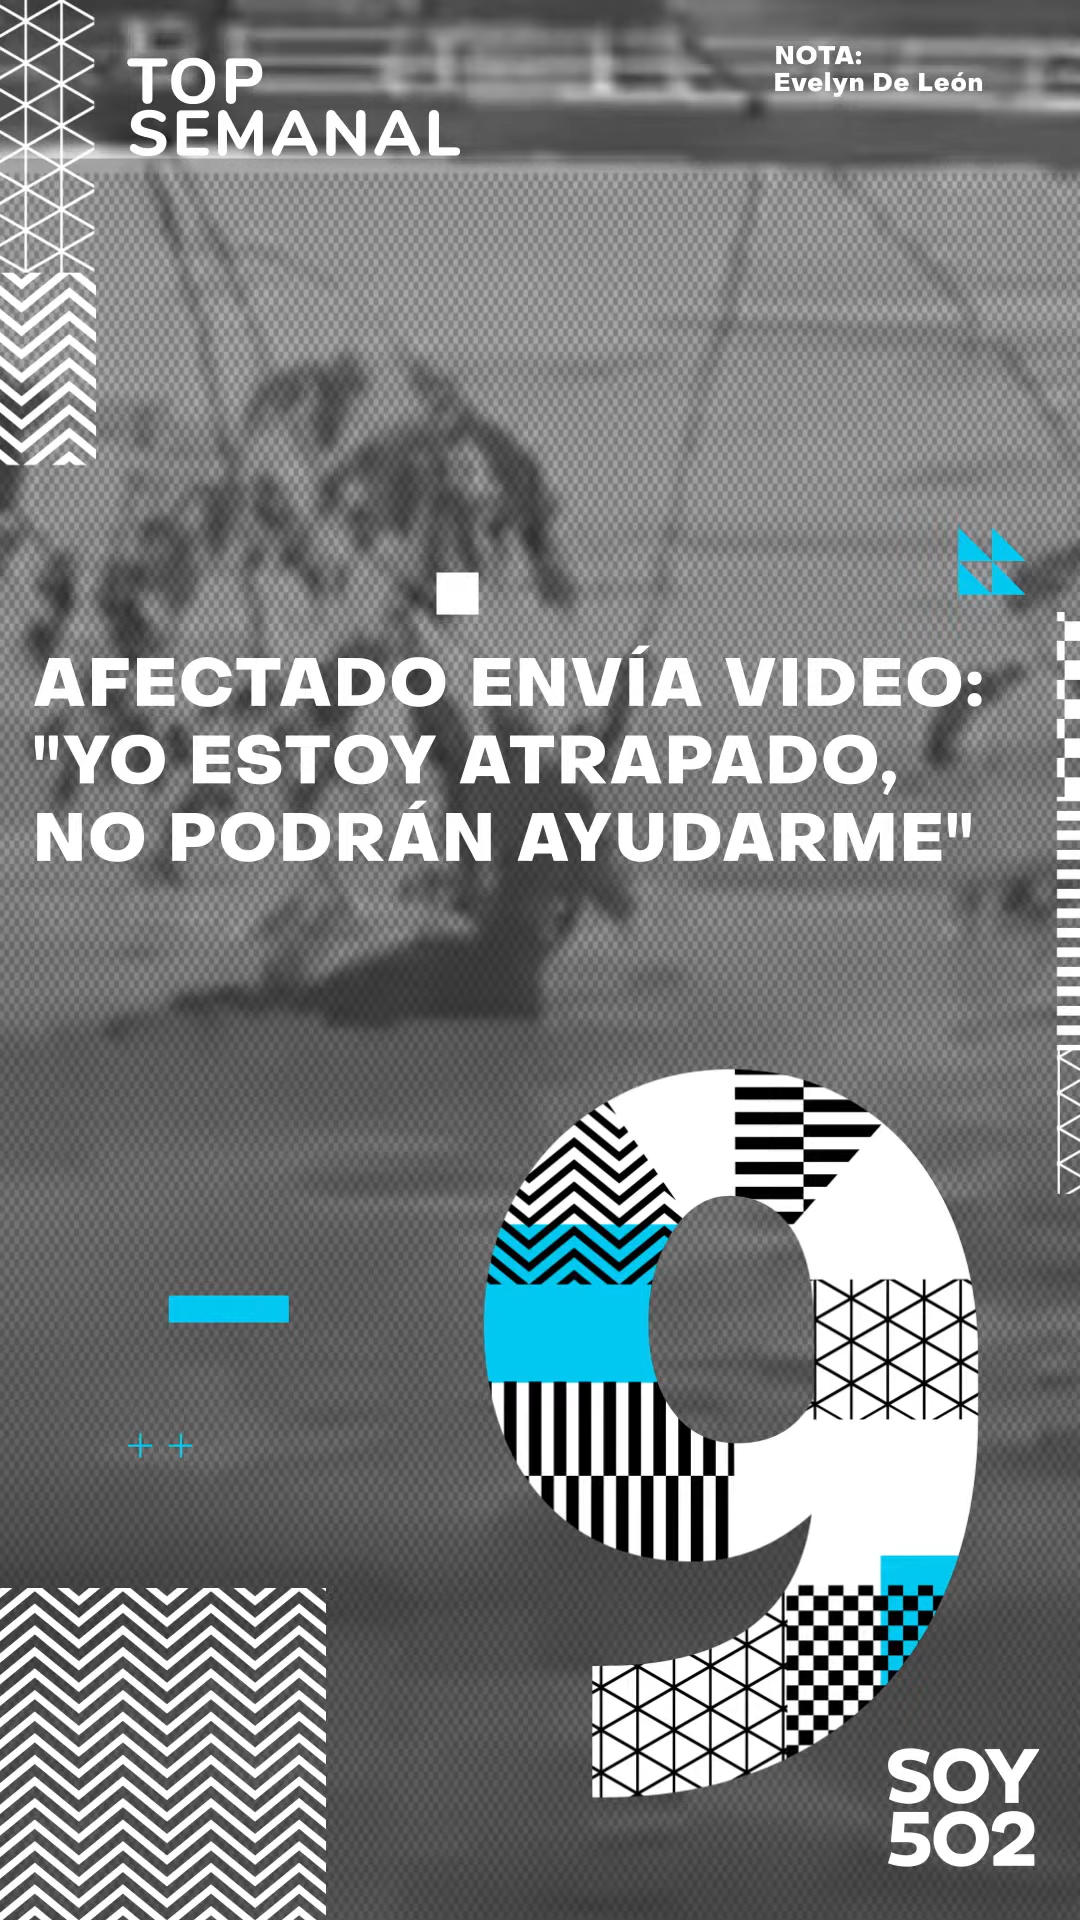 TOP
SEMANAL
NOTA:
Evelyn De León
AFECTADO ENVÍA VIDEO:
"YO ESTOY ATRAPADO,
NO PODRÁN AYUDARME"
9
SOY
502